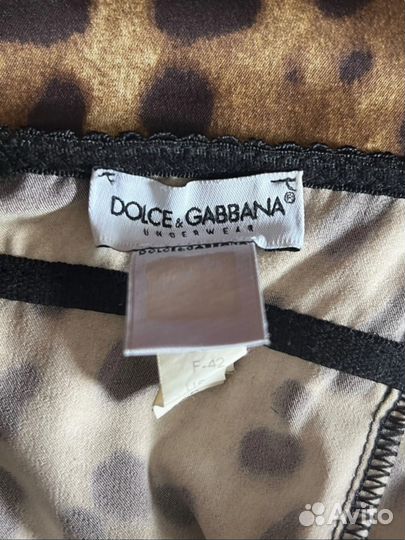 DOLCE & GABBANA®
UNDERWEAR
F-42
Avito